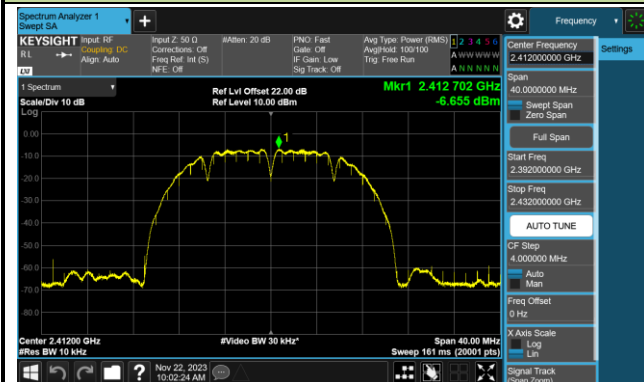 Spectrum Analyzer 1
Swept SA
+
Frequency
KEYSIGHT
RL
LXI
Input: RF
Coupling: DC
Align: Auto
Input Z: 50 Ω
Corrections: Off
Freq Ref: Int (S)
NFE: Off
#Atten: 20 dB
PNO: Fast
Gate: Off
IF Gain: Low
Sig Track: Off
Avg Type: Power (RMS)
Avg|Hold: 100/100
Trig: Free Run
1 2 3 4 5 6
A W W W W W
A N N N N N
1 Spectrum
Scale/Div 10 dB
Log
Ref Lvl Offset 22.00 dB
Ref Level 10.00 dBm
Mkr1 2.412 702 GHz
-6.655 dBm
1
0.00
-10.0
-20.0
-30.0
-40.0
-50.0
-60.0
-70.0
-80.0
Center 2.41200 GHz
#Res BW 10 kHz
#Video BW 30 kHz*
Span 40.00 MHz
Sweep 161 ms (20001 pts)
Center Frequency
2.412000000 GHz
Settings
Span
40.0000000 MHz
Swept Span
Zero Span
Full Span
Start Freq
2.392000000 GHz
Stop Freq
2.432000000 GHz
AUTO TUNE
CF Step
4.000000 MHz
Auto
Man
Freq Offset
0 Hz
X Axis Scale
Log
Lin
Signal Track
(Span Zoom)
?
Nov 22, 2023
10:02:24 AM